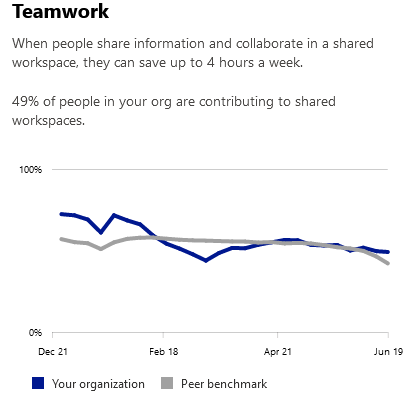 Teamwork
When people share information and collaborate in a shared
workspace, they can save up to 4 hours a week.
49% of people in your org are contributing to shared
workspaces.
100%
0%
Dec 21 Feb 18 Apr 21 Jun 19
Your organization Peer benchmark